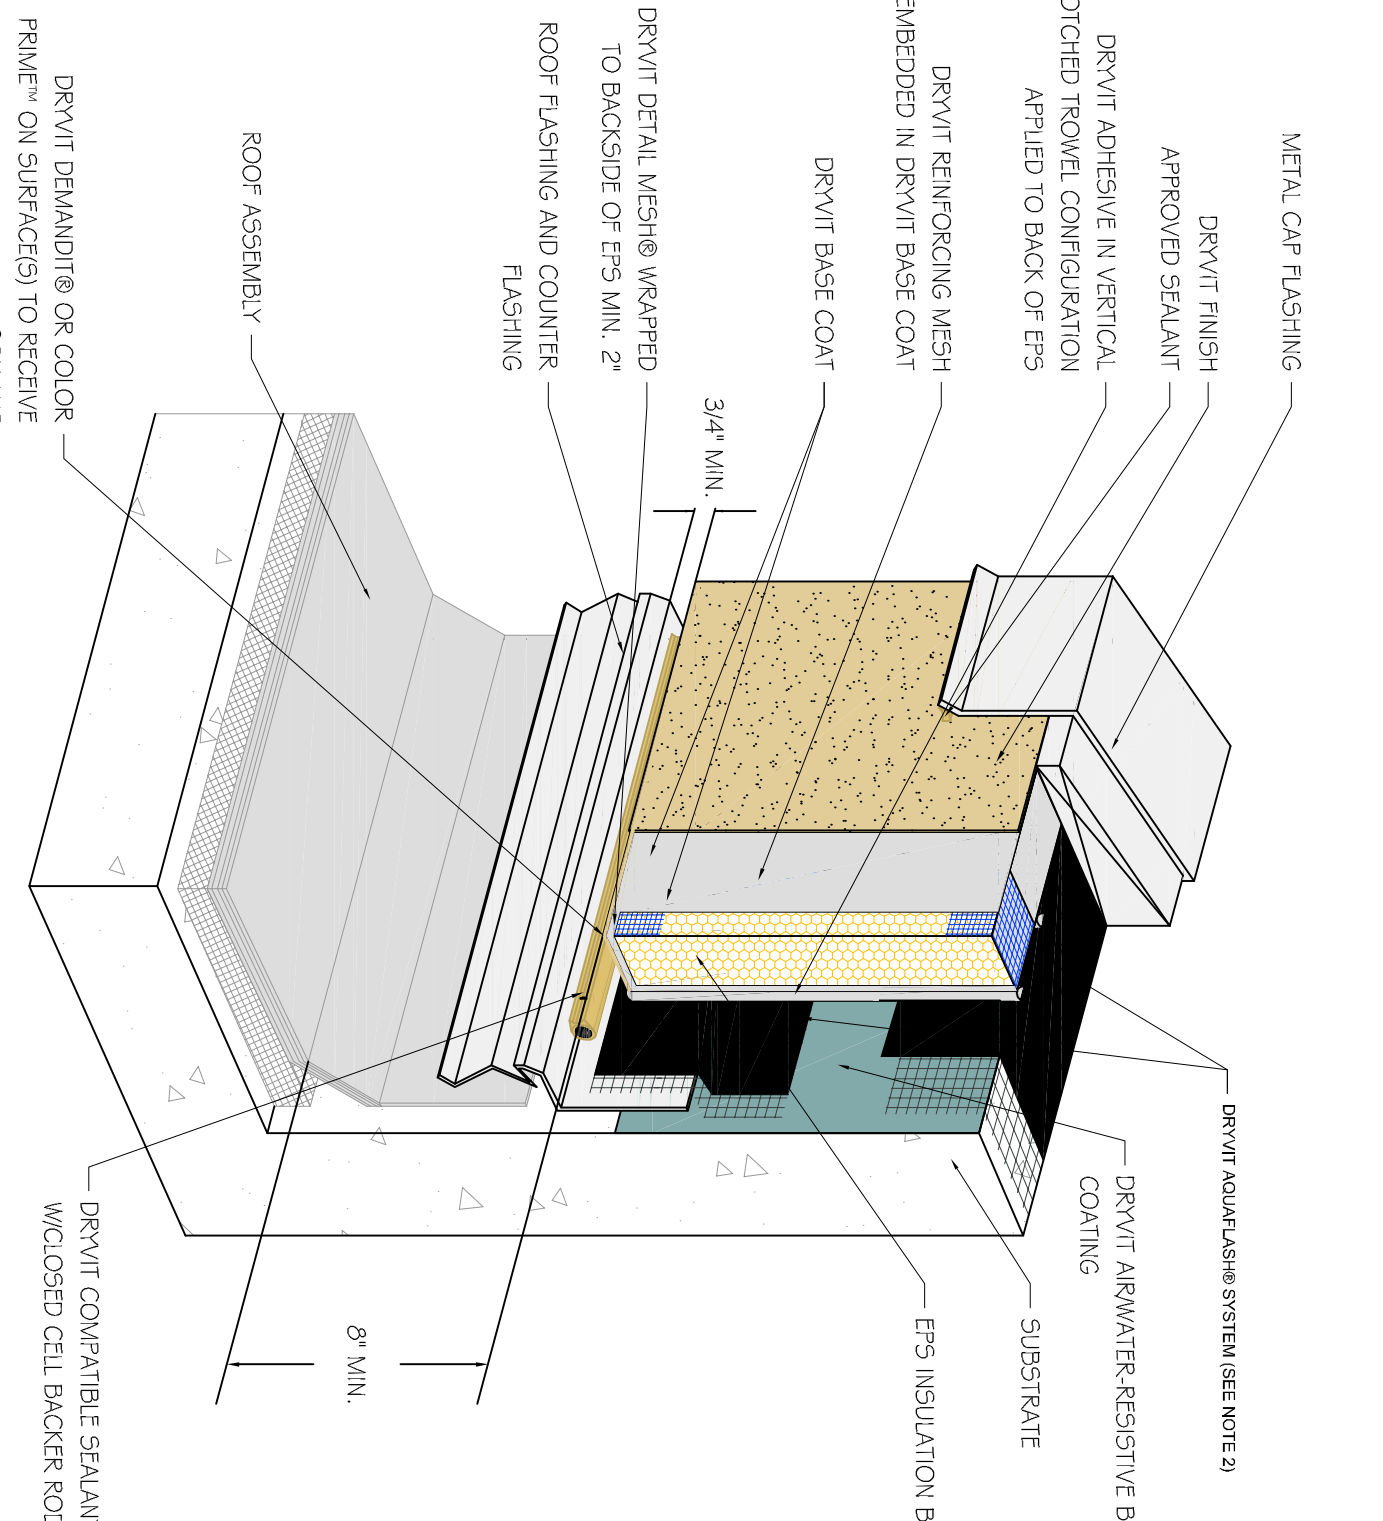 METAL CAP FLASHING
DRYVIT FINISH
APPROVED SEALANT
DRYVIT ADHESIVE IN VERTICAL
OTCHED TROWEL CONFIGURATION
APPLIED TO BACK OF EPS
DRYVIT REINFORCING MESH
EMBEDDED IN DRYVIT BASE COAT
DRYVIT BASE COAT
3/4" MIN.
DRYVIT DETAIL MESH® WRAPPED
TO BACKSIDE OF EPS MIN. 2"
ROOF FLASHING AND COUNTER
FLASHING
ROOF ASSEMBLY
DRYVIT DEMANDIT® OR COLOR
PRIME™ ON SURFACE(S) TO RECEIVE
DRYVIT AQUAFLASH® SYSTEM (SEE NOTE 2)
DRYVIT AIR/WATER-RESISTIVE B
COATING
SUBSTRATE
EPS INSULATION B
8" MIN.
DRYVIT COMPATIBLE SEALANT
W/CLOSED CELL BACKER ROD